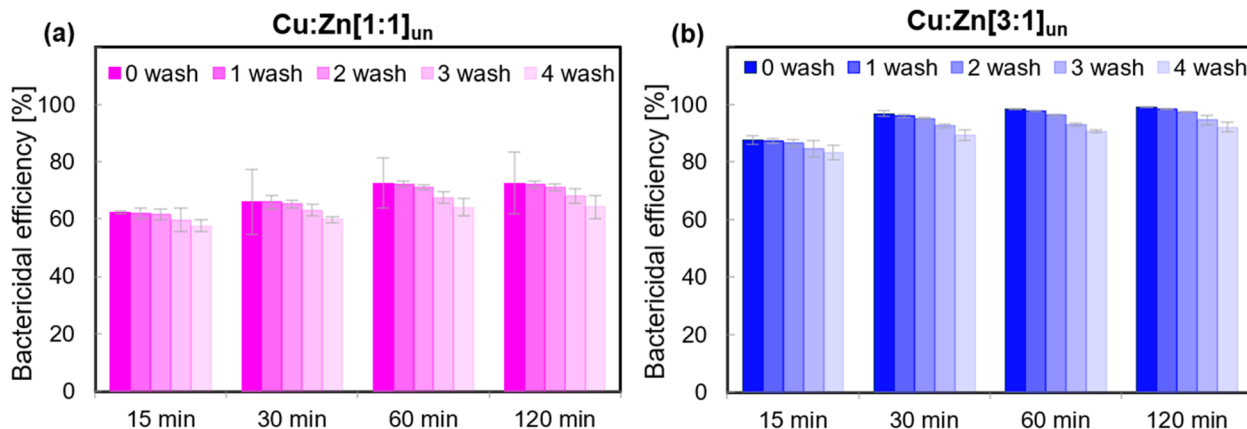 (a) Cu:Zn[1:1]un
0 wash 1 wash 2 wash 3 wash 4 wash
Bactericidal efficiency [%]
100
80
60
40
20
0
15 min 30 min 60 min 120 min
(b) Cu:Zn[3:1]un
0 wash 1 wash 2 wash 3 wash 4 wash
Bactericidal efficiency [%]
100
80
60
40
20
0
15 min 30 min 60 min 120 min